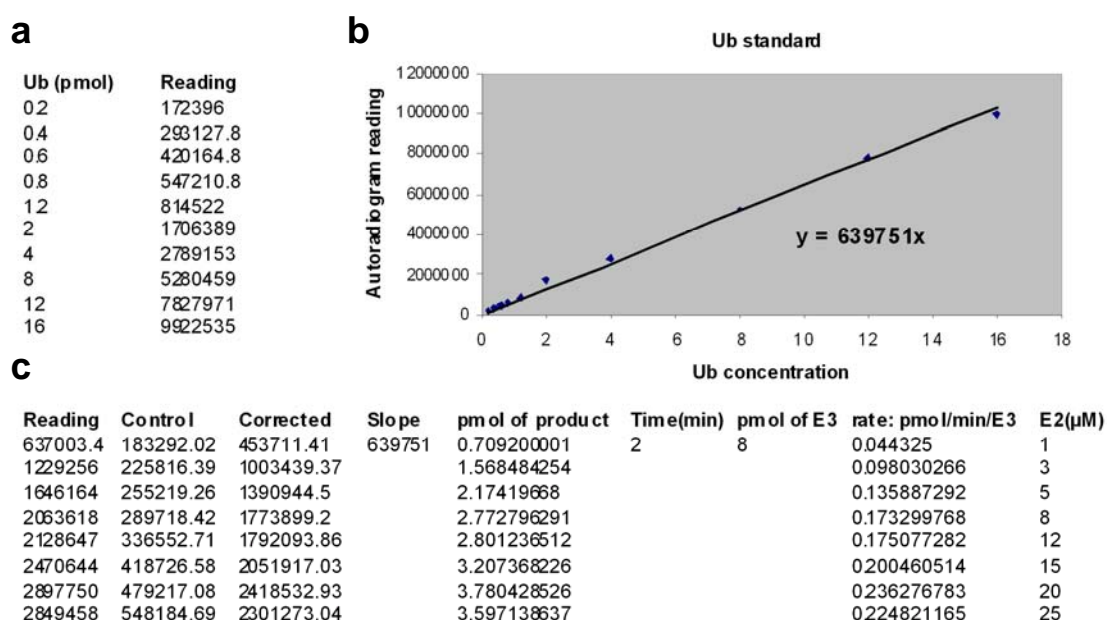 a
Ub (pmol) Reading
0.2 172396
0.4 293127.8
0.6 420164.8
0.8 547210.8
1.2 814522
2 1706389
4 2789153
8 5280459
12 7827971
16 9922535
b
Ub standard
Autoradiogram reading
12000000
10000000
8000000
6000000
4000000
2000000
0
y = 639751x
0 2 4 6 8 10 12 14 16 18
Ub concentration
c
Reading Control Corrected Slope pmol of product Time(min) pmol of E3 rate: pmol/min/E3 E2(µM)
637003.4 183292.02 453711.41 639751 0.709200001 2 8 0.044325 1
1229256 225816.39 1003439.37 1.568484254 0.098030266 3
1646164 255219.26 1390944.5 2.17419668 0.135887292 5
2063618 289718.42 1773899.2 2.772796291 0.173299768 8
2128647 336552.71 1792093.86 2.801236512 0.175077282 12
2470644 418726.58 2051917.03 3.207368226 0.200460514 15
2897750 479217.08 2418532.93 3.780428526 0.236276783 20
2849458 548184.69 2301273.04 3.597138637 0.224821165 25